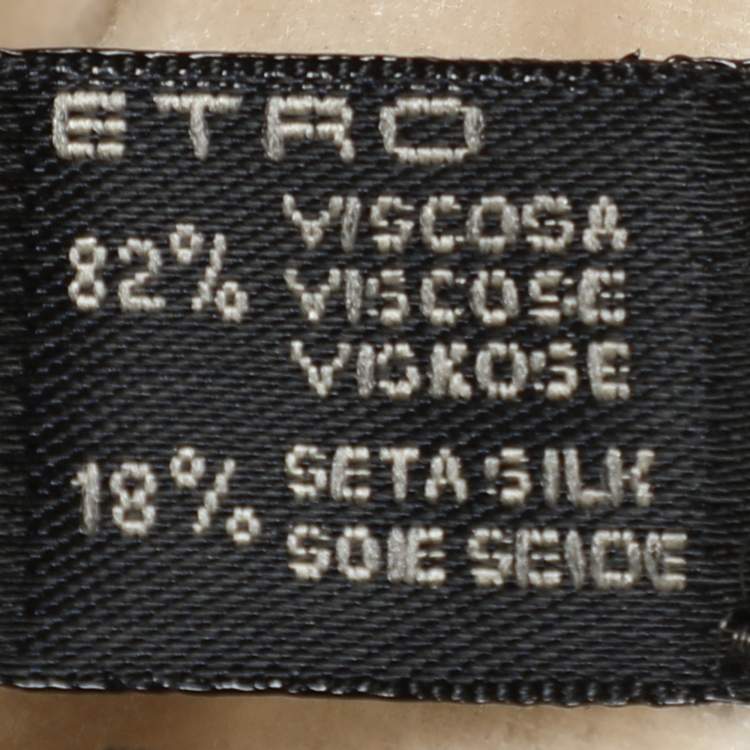 ETRO
82% VISCOSA
VISCOSE
VISKOSE
18% SETA SILK
SOIE SEIDE